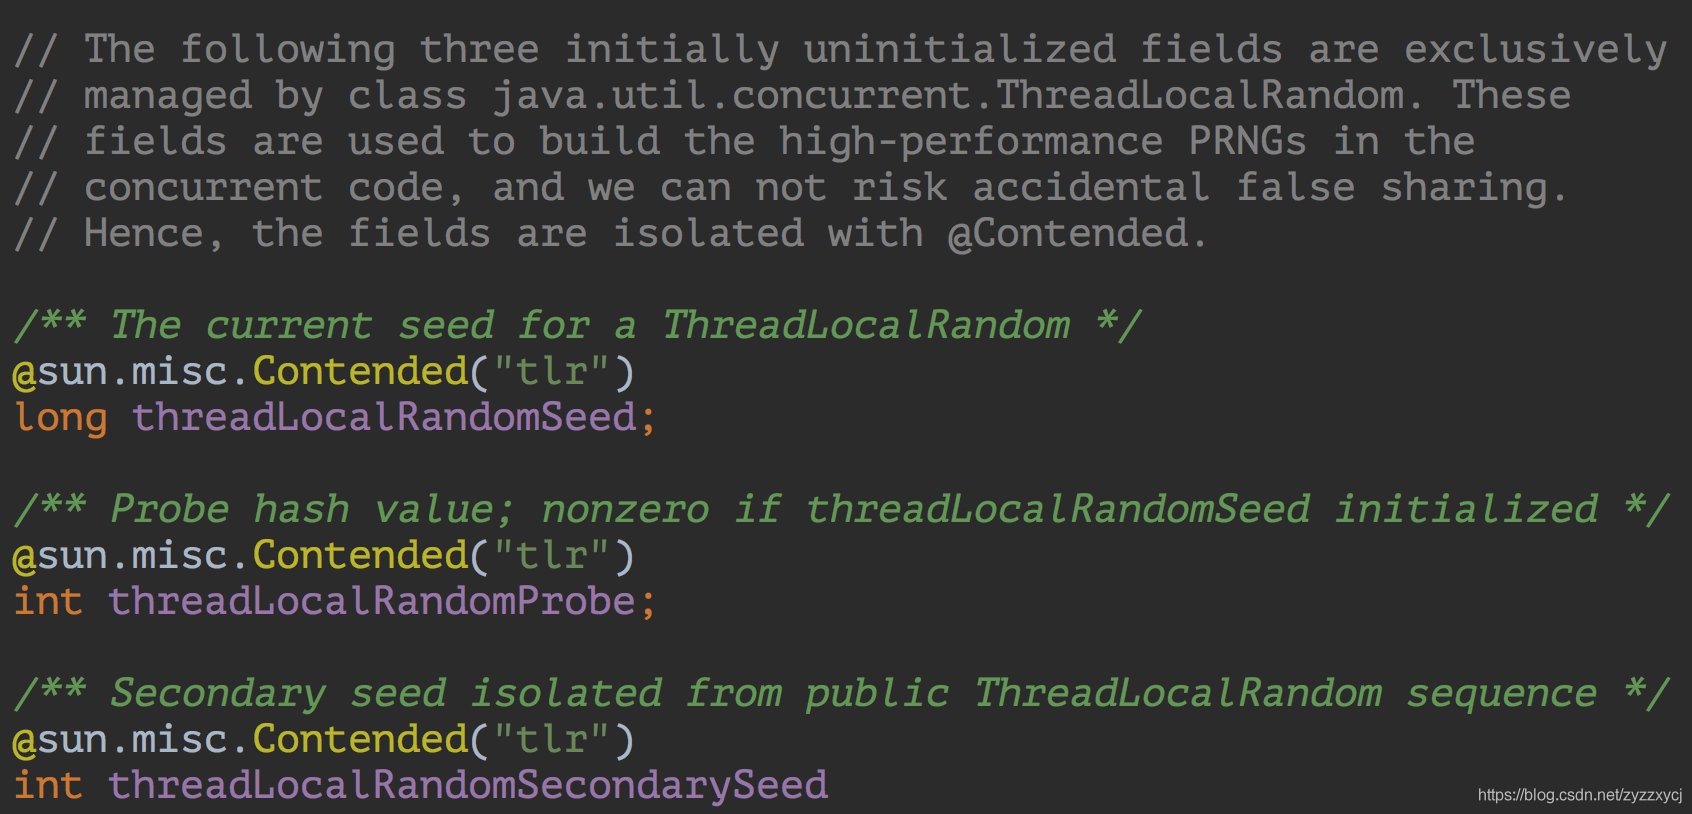 // The following three initially uninitialized fields are exclusively
// managed by class java.util.concurrent.ThreadLocalRandom. These
// fields are used to build the high-performance PRNGs in the
// concurrent code, and we can not risk accidental false sharing.
// Hence, the fields are isolated with @Contended.
/** The current seed for a ThreadLocalRandom */
@sun.misc.Contended("tlr")
long threadLocalRandomSeed;
/** Probe hash value; nonzero if threadLocalRandomSeed initialized */
@sun.misc.Contended("tlr")
int threadLocalRandomProbe;
/** Secondary seed isolated from public ThreadLocalRandom sequence */
@sun.misc.Contended("tlr")
int threadLocalRandomSecondarySeed
https://blog.csdn.net/zyzzxycj